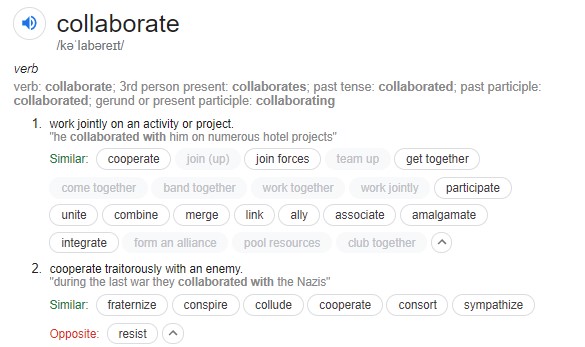 collaborate
/kəˈlabəreɪt/
verb
verb: collaborate; 3rd person present: collaborates; past tense: collaborated; past participle:
collaborated; gerund or present participle: collaborating
1. work jointly on an activity or project.
"he collaborated with him on numerous hotel projects"
Similar: cooperate join (up) join forces team up get together
come together band together work together work jointly participate
unite combine merge link ally associate amalgamate
integrate form an alliance pool resources club together
2. cooperate traitorously with an enemy.
"during the last war they collaborated with the Nazis"
Similar: fraternize conspire collude cooperate consort sympathize
Opposite: resist